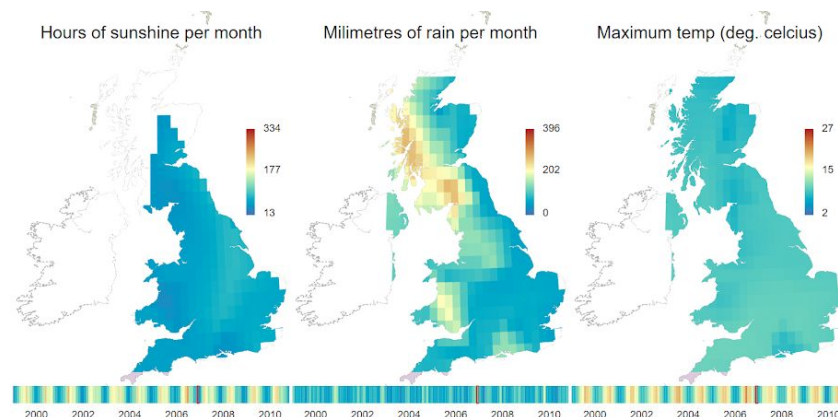 Hours of sunshine per month
Milimetres of rain per month
Maximum temp (deg. celcius)
334
177
13
396
202
0
27
15
2
2000 2002 2004 2006 2008 2010
2000 2002 2004 2006 2008 2010
2000 2002 2004 2006 2008 2010